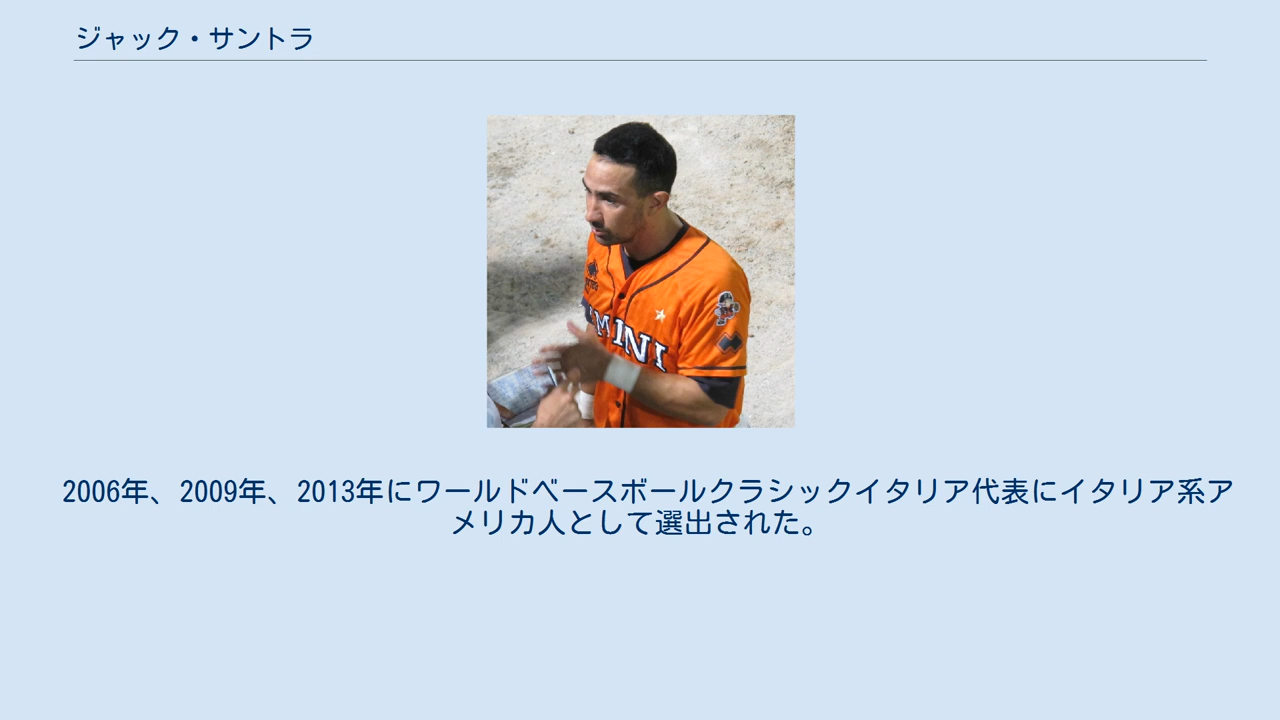 ジャック・サントラ
MINI
2006年、2009年、2013年にワールドベースボールクラシックイタリア代表にイタリア系ア
メリカ人として選出された。